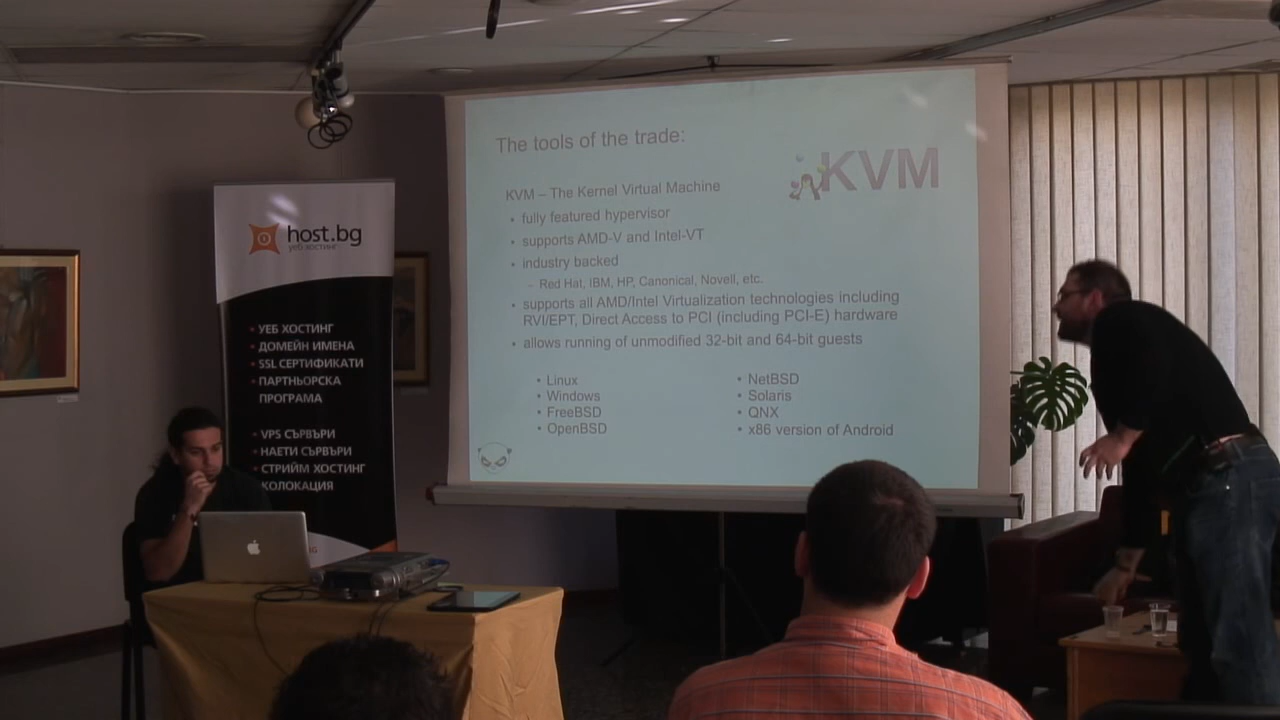 host.bg
уеб хостинг
• УЕБ ХОСТИНГ
• ДОМЕЙН ИМЕНА
• SSL СЕРТИФИКАТИ
• ПАРТНЬОРСКА
ПРОГРАМА
• VPS СЪРВЪРИ
• НАЕТИ СЪРВЪРИ
• СТРИЙМ ХОСТИНГ
КОЛОКАЦИЯ
The tools of the trade:
KVM
KVM – The Kernel Virtual Machine
• fully featured hypervisor
• supports AMD-V and Intel-VT
• industry backed
– Red Hat, IBM, HP, Canonical, Novell, etc.
• supports all AMD/Intel Virtualization technologies including
RVI/EPT, Direct Access to PCI (including PCI-E) hardware
• allows running of unmodified 32-bit and 64-bit guests
• Linux
• Windows
• FreeBSD
• OpenBSD
• NetBSD
• Solaris
• QNX
• x86 version of Android